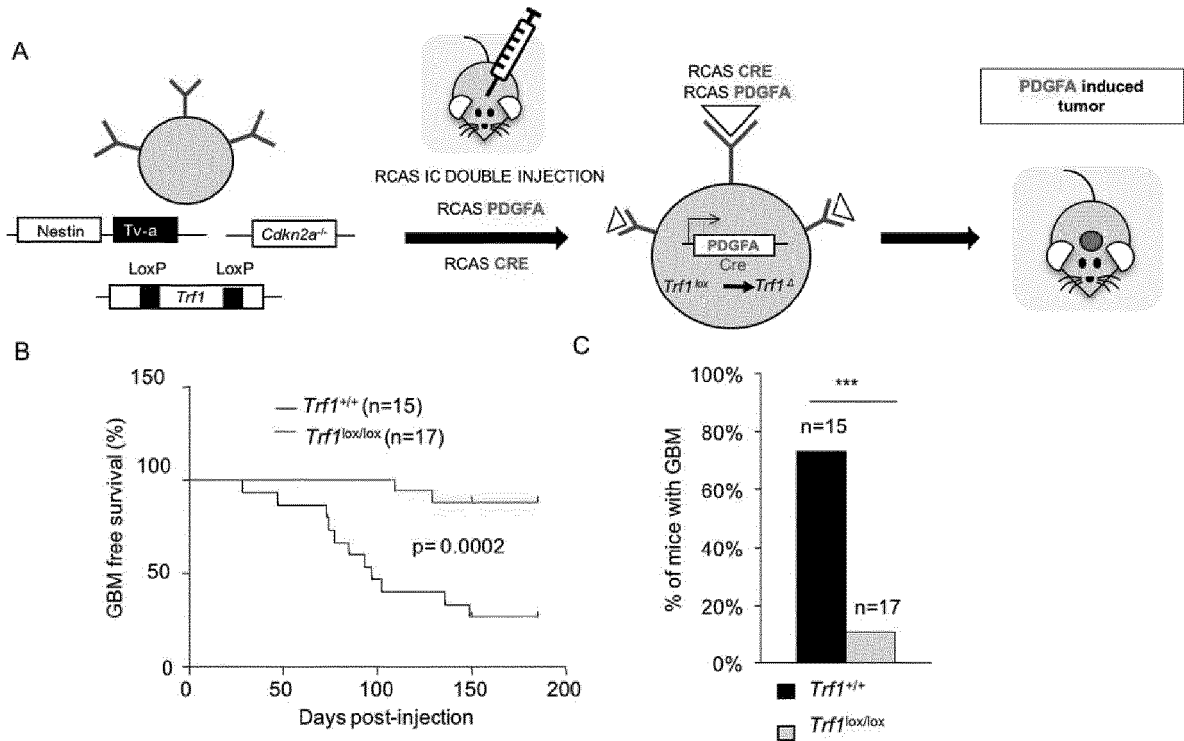 A
Nestin Tv-a Cdkn2a-/-
LoxP LoxP
Trf1
RCAS IC DOUBLE INJECTION
RCAS PDGFA
RCAS CRE
RCAS CRE
RCAS PDGFA
PDGFA
Cre
Trf1lox Trf1Δ
PDGFA induced
tumor
B
GBM free survival (%)
150
100
50
0
0 50 100 150 200
Days post-injection
Trf1+/+ (n=15)
Trf1lox/lox (n=17)
p= 0.0002
C
% of mice with GBM
100%
80%
60%
40%
20%
0%
***
n=15
n=17
Trf1+/+
Trf1lox/lox